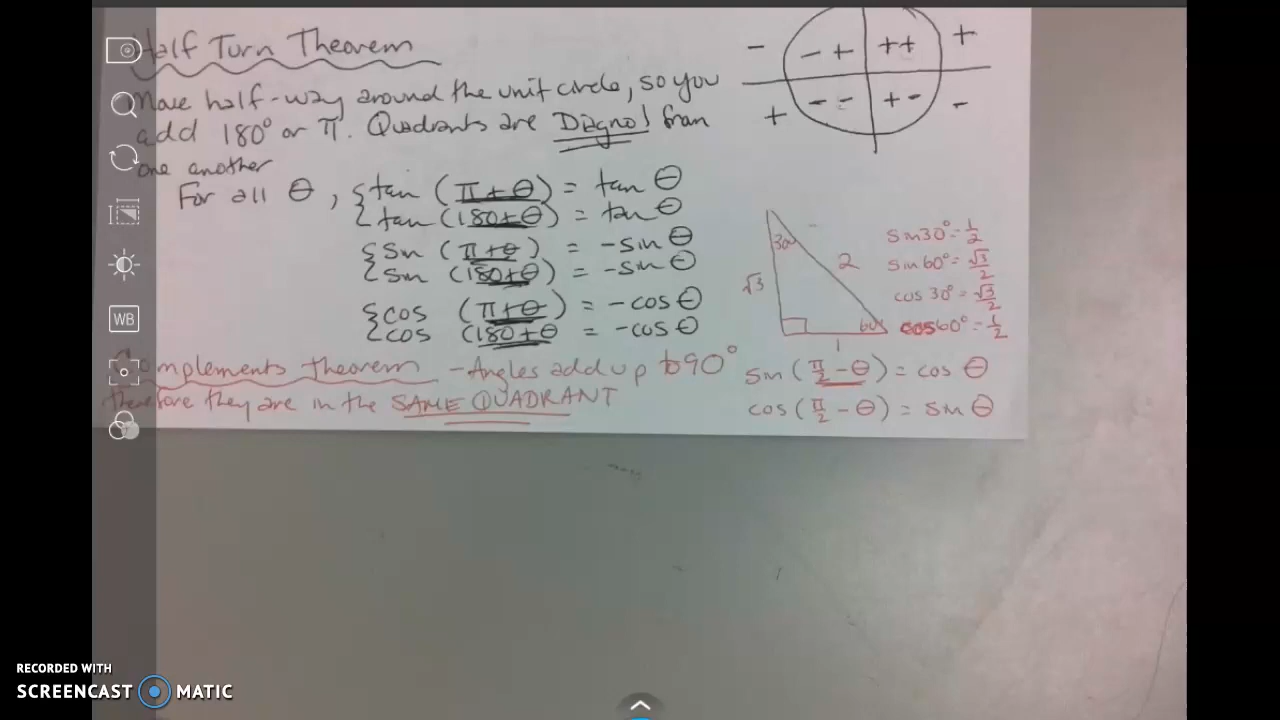 Half Turn Theorem
Move half-way around the unit circle, so you
add 180° or π. Quadrants are Diagnol from
one another
For all θ, { tan (π+θ) = tan θ
{ tan (180+θ) = tan θ
{ sin (π+θ) = -sin θ
{ sin (180+θ) = -sin θ
{ cos (π+θ) = -cos θ
{ cos (180+θ = -cos θ
Complements theorem - Angles add up to 90°
therefore they are in the SAME QUADRANT
- - + + + +
+ - - + - -
30
√3
2
60
1
sin 30° = 1/2
sin 60° = √3/2
cos 30° = √3/2
cos 60° = 1/2
sin (π/2 - θ) = cos θ
cos (π/2 - θ) = sin θ
WB
RECORDED WITH
SCREENCAST MATIC